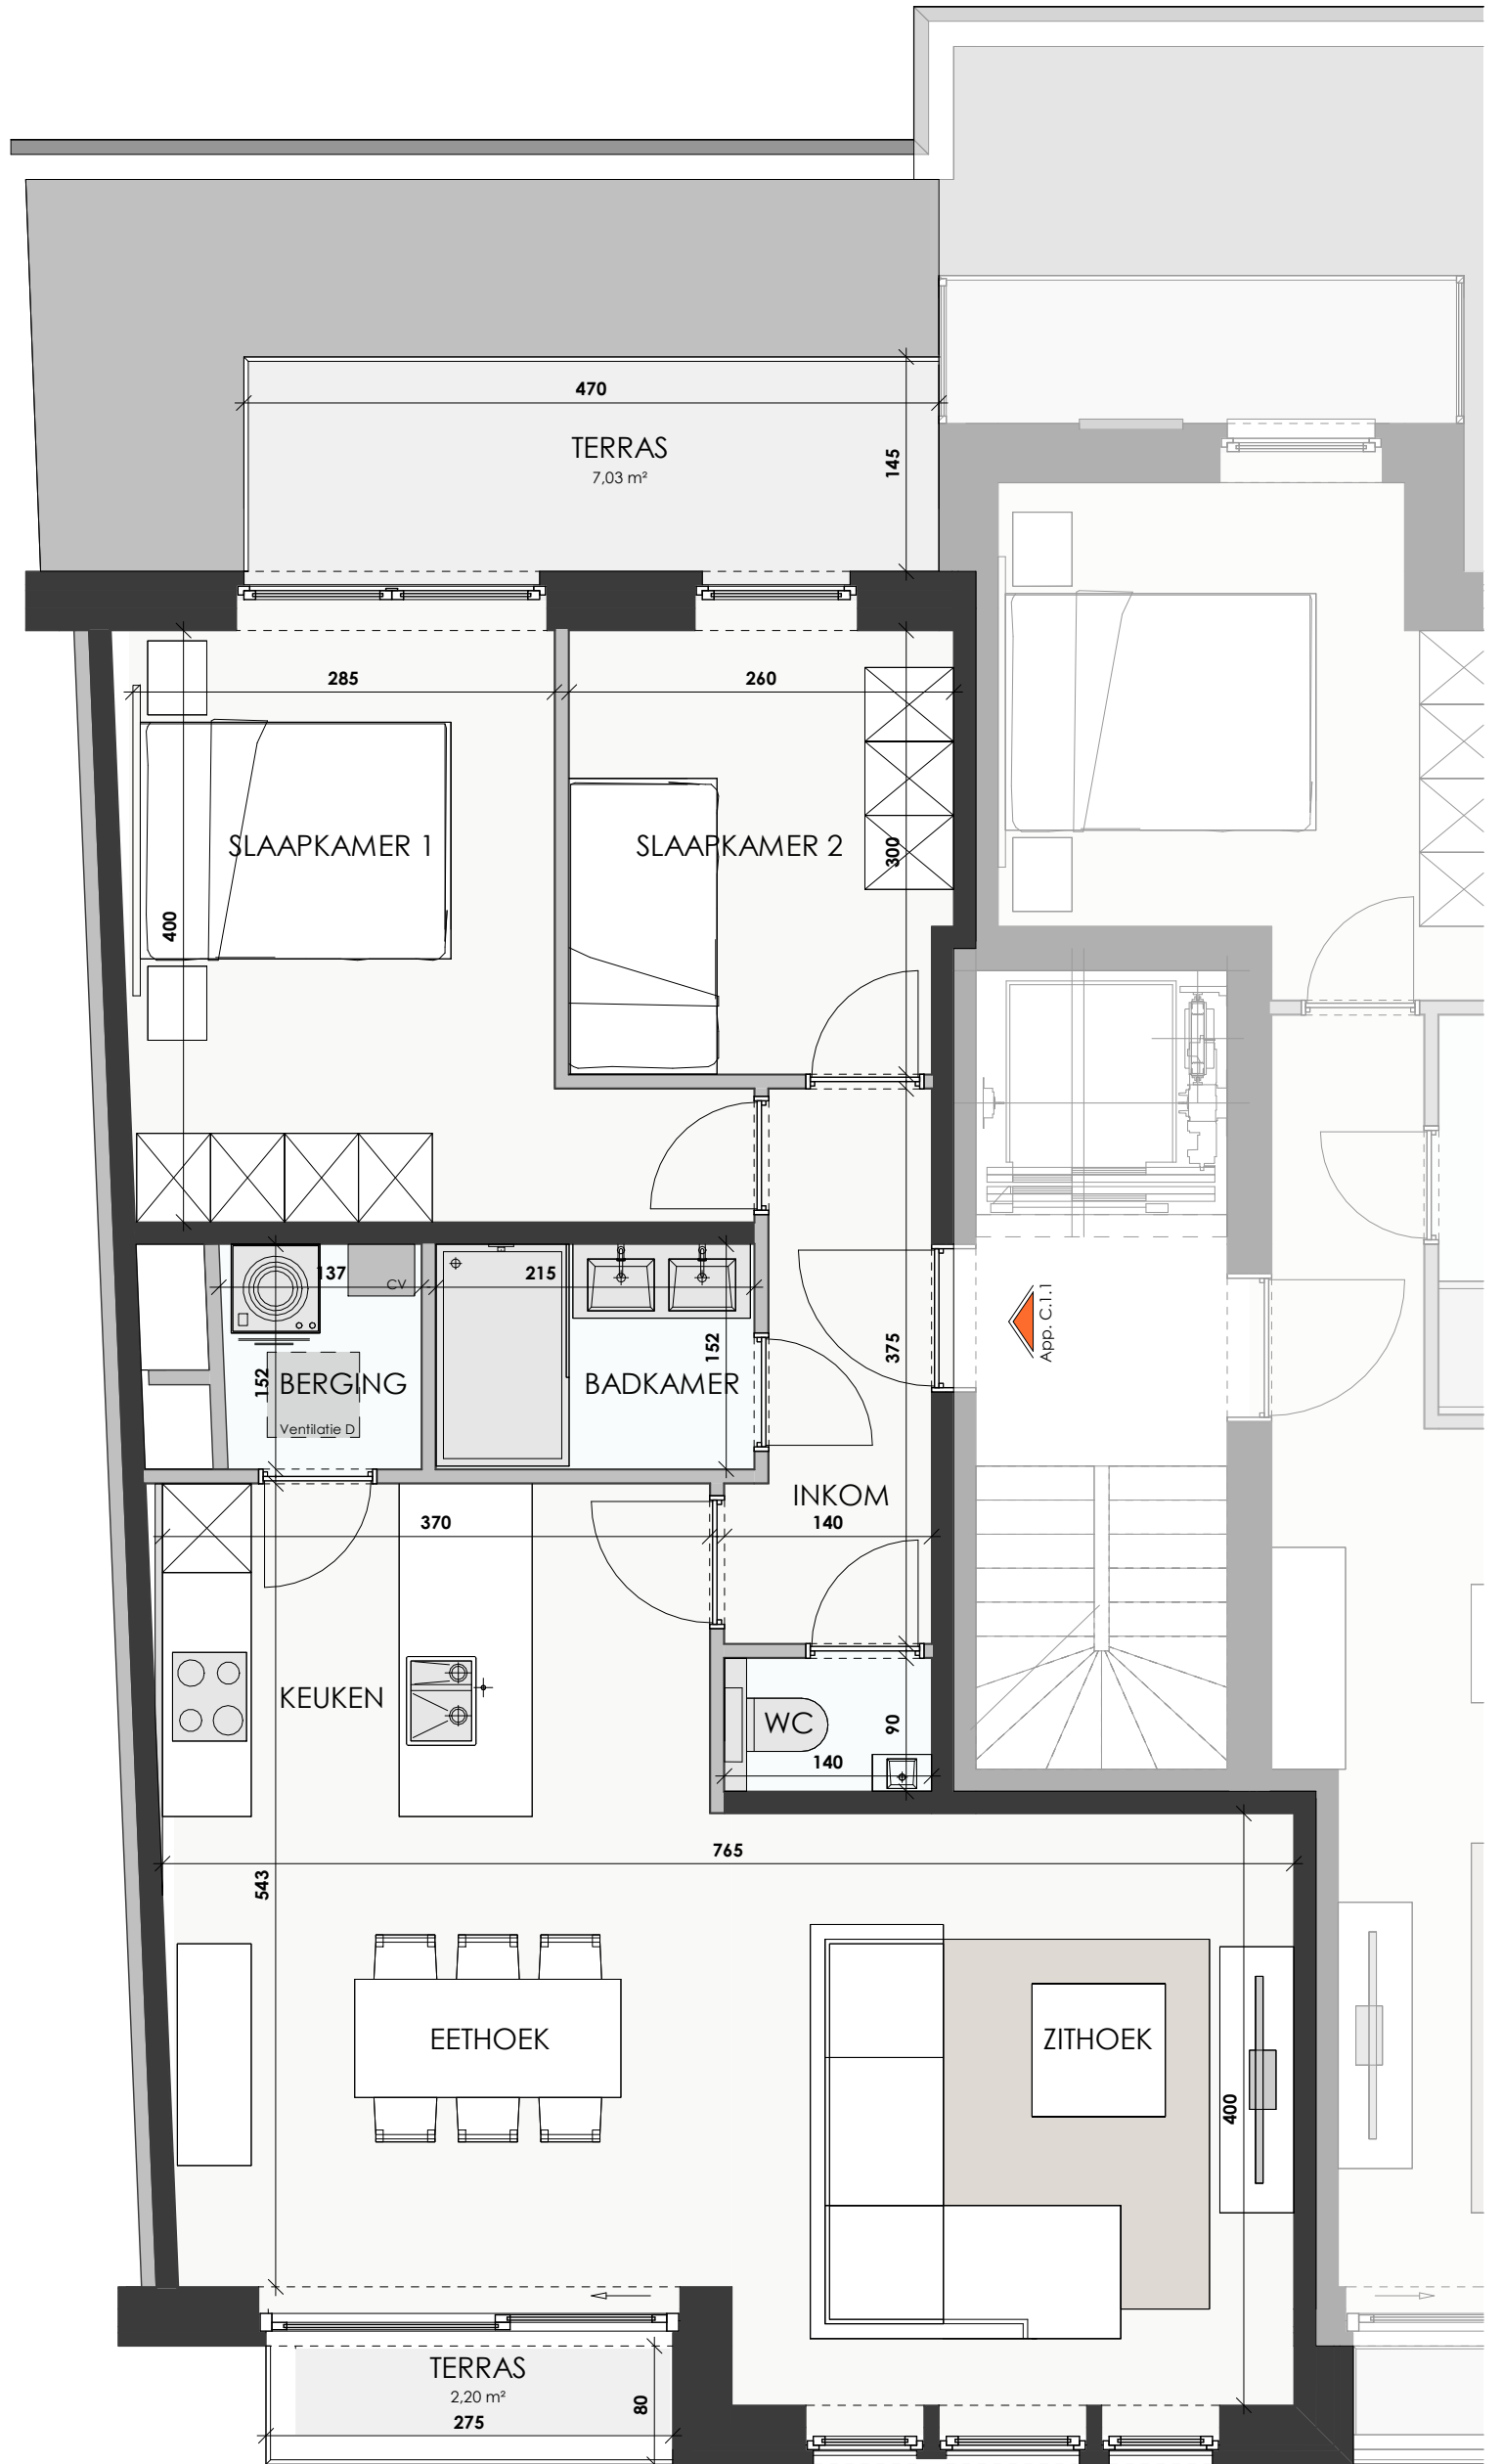 470
TERRAS
7,03 m²
145
285
260
SLAAPKAMER 1
SLAAPKAMER 2
300
400
137
CV
215
152
BERGING
Ventilatie D
152
BADKAMER
375
App. C.1.1
INKOM
370
140
KEUKEN
WC
90
140
765
543
EETHOEK
ZITHOEK
400
TERRAS
2,20 m²
80
275